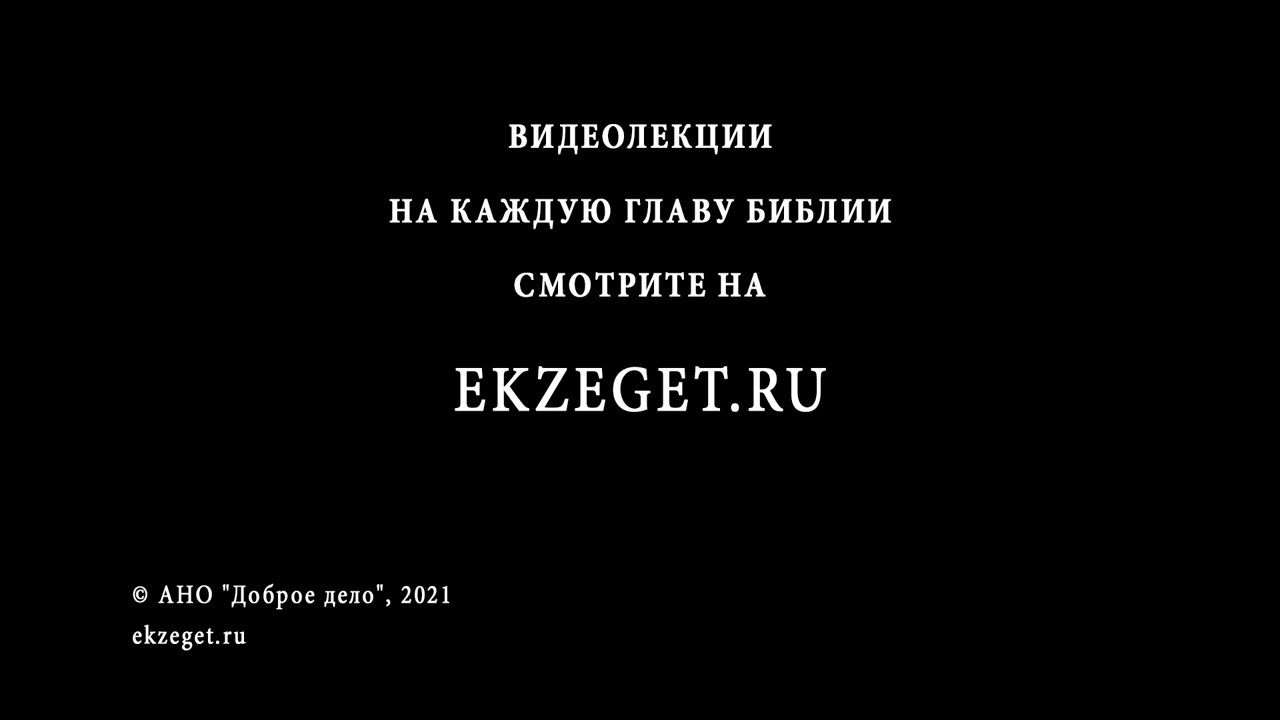 ВИДЕОЛЕКЦИИ
НА КАЖДУЮ ГЛАВУ БИБЛИИ
СМОТРИТЕ НА
EKZEGET.RU
© АНО "Доброе дело", 2021
ekzeget.ru